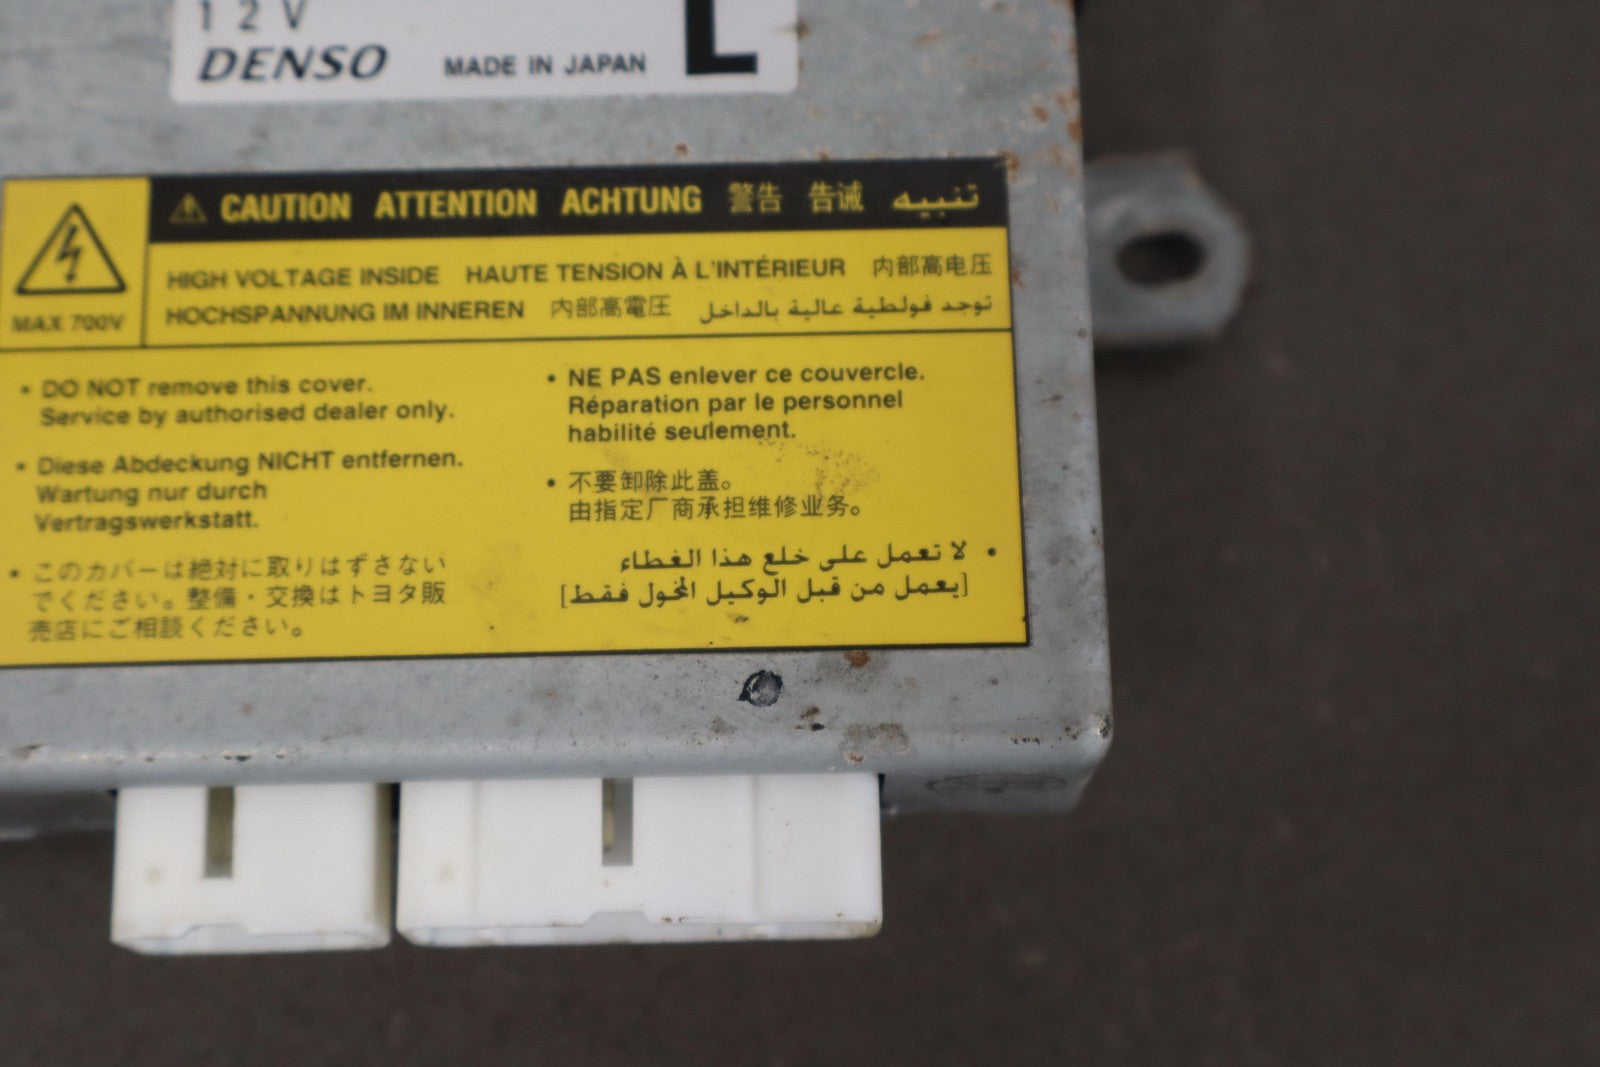 12V
DENSO MADE IN JAPAN L
⚠ CAUTION ATTENTION ACHTUNG 警告 告诫 تنبيه
HIGH VOLTAGE INSIDE HAUTE TENSION À L'INTÉRIEUR 内部高电压
HOCHSPANNUNG IM INNEREN 内部高電圧 توجد فولطية عالية بالداخل
MAX 700V
• DO NOT remove this cover.
Service by authorised dealer only.
• Diese Abdeckung NICHT entfernen.
Wartung nur durch
Vertragswerkstatt.
• このカバーは絶対に取りはずさない
でください。整備・交換はトヨタ販
売店にご相談ください。
• NE PAS enlever ce couvercle.
Réparation par le personnel
habilité seulement.
• 不要卸除此盖。
由指定厂商承担维修业务。
• لا تعمل على خلع هذا الغطاء
[يعمل من قبل الوكيل المخول فقط]